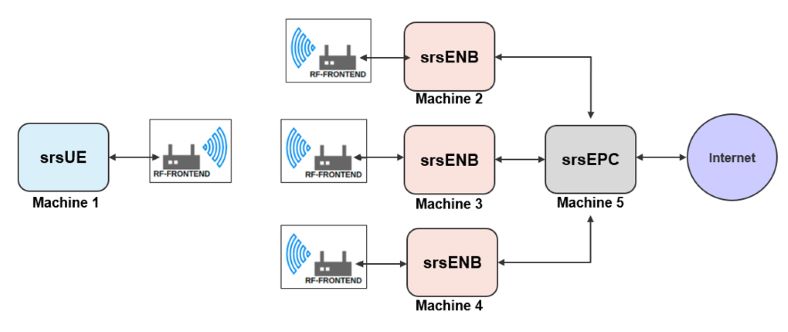 RF-FRONTEND
srsENB
Machine 2
srsUE
Machine 1
RF-FRONTEND
RF-FRONTEND
srsENB
Machine 3
srsEPC
Machine 5
Internet
RF-FRONTEND
srsENB
Machine 4